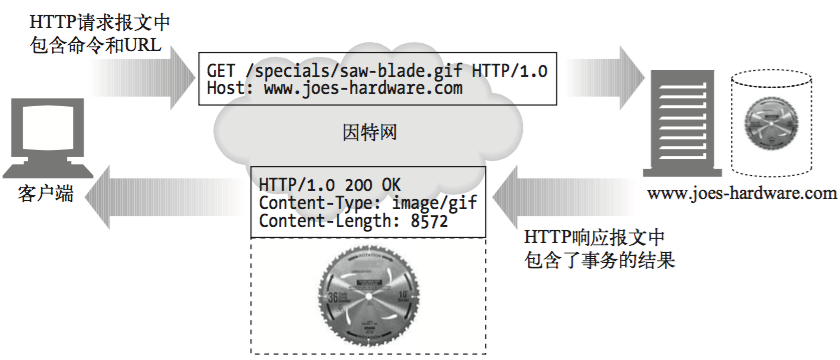 HTTP请求报文中
包含命令和URL
GET /specials/saw-blade.gif HTTP/1.0
Host: www.joes-hardware.com
因特网
客户端
HTTP/1.0 200 OK
Content-Type: image/gif
Content-Length: 8572
www.joes-hardware.com
HTTP响应报文中
包含了事务的结果
ROTATION
36
10